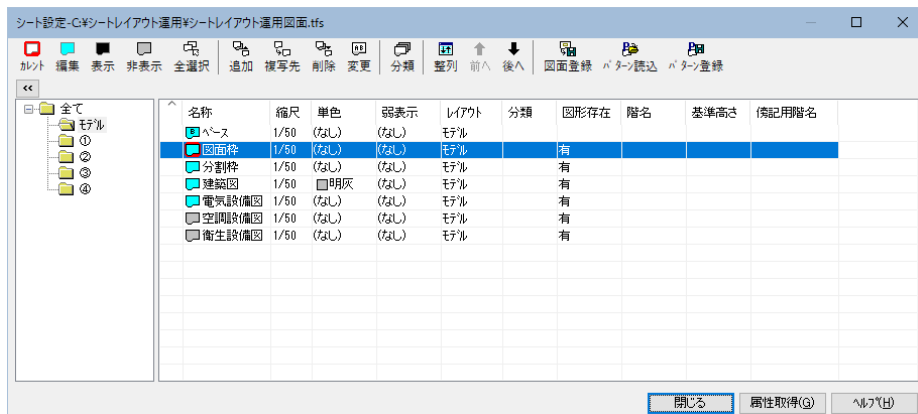 シート設定-C:¥シートレイアウト運用¥シートレイアウト運用図面.tfs
ｶﾚﾝﾄ 編集 表示 非表示 全選択 追加 複写先 削除 変更 分類 整列 前へ 後へ 図面登録 ﾊﾟﾀｰﾝ読込 ﾊﾟﾀｰﾝ登録
<<
全て
ﾓﾃﾞﾙ
①
②
③
④
名称 縮尺 単色 弱表示 ﾚｲｱｳﾄ 分類 図形存在 階名 基準高さ 傍記用階名
ﾍﾞｰｽ 1/50 (なし) (なし) ﾓﾃﾞﾙ
図面枠 1/50 (なし) (なし) ﾓﾃﾞﾙ 有
分割枠 1/50 (なし) (なし) ﾓﾃﾞﾙ 有
建築図 1/50 明灰 (なし) ﾓﾃﾞﾙ 有
電気設備図 1/50 (なし) (なし) ﾓﾃﾞﾙ 有
空調設備図 1/50 (なし) (なし) ﾓﾃﾞﾙ 有
衛生設備図 1/50 (なし) (なし) ﾓﾃﾞﾙ 有
閉じる 属性取得(G) ﾍﾙﾌﾟ(H)